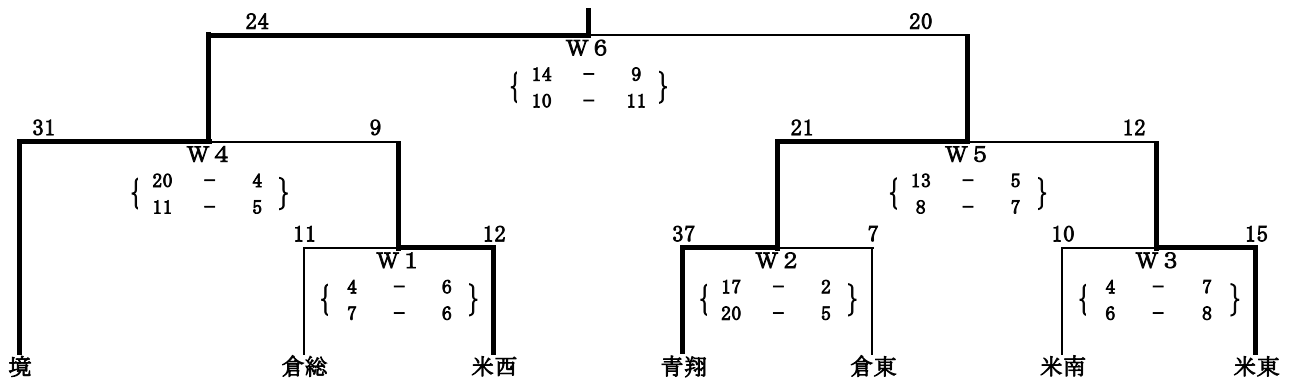 24 20
W6
{ 14 - 9 }
{ 10 - 11 }
31 9 21 12
W4 W5
{ 20 - 4 } { 13 - 5 }
{ 11 - 5 } { 8 - 7 }
11 12 37 7 10 15
W1 W2 W3
{ 4 - 6 } { 17 - 2 } { 4 - 7 }
{ 7 - 6 } { 20 - 5 } { 6 - 8 }
境 倉総 米西 青翔 倉東 米南 米東